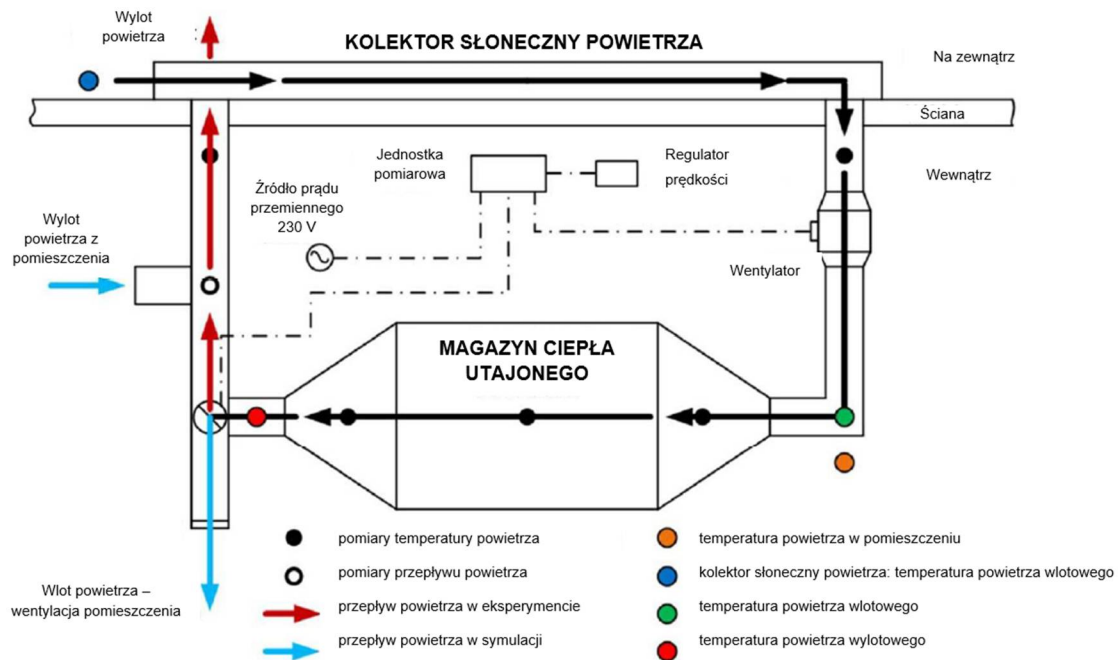 Wylot
powietrza
KOLEKTOR SŁONECZNY POWIETRZA
Na zewnątrz
Ściana
Jednostka
pomiarowa
Regulator
prędkości
Wewnątrz
Źródło prądu
przemiennego
230 V
Wylot
powietrza z
pomieszczenia
Wentylator
MAGAZYN CIEPŁA
UTAJONEGO
Wlot powietrza –
wentylacja pomieszczenia
pomiary temperatury powietrza
pomiary przepływu powietrza
przepływ powietrza w eksperymencie
przepływ powietrza w symulacji
temperatura powietrza w pomieszczeniu
kolektor słoneczny powietrza: temperatura powietrza wlotowego
temperatura powietrza wlotowego
temperatura powietrza wylotowego